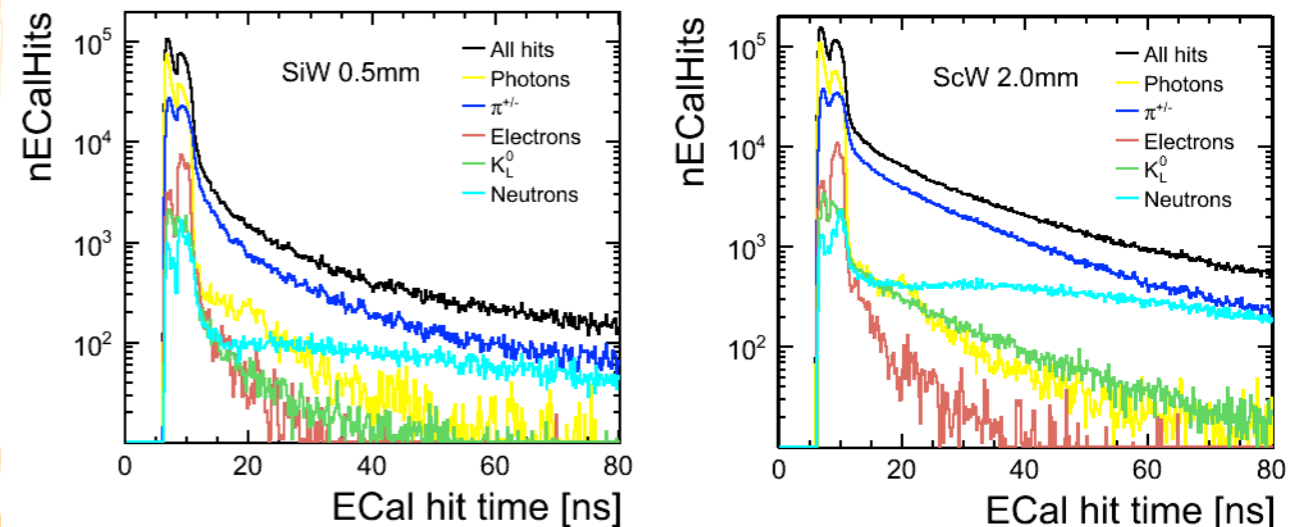 nECalHits
10⁵
10⁴
10³
10²
SiW 0.5mm
All hits
Photons
π⁺/⁻
Electrons
K⁰_L
Neutrons
0 20 40 60 80
ECal hit time [ns]
nECalHits
10⁵
10⁴
10³
10²
ScW 2.0mm
All hits
Photons
π⁺/⁻
Electrons
K⁰_L
Neutrons
0 20 40 60 80
ECal hit time [ns]